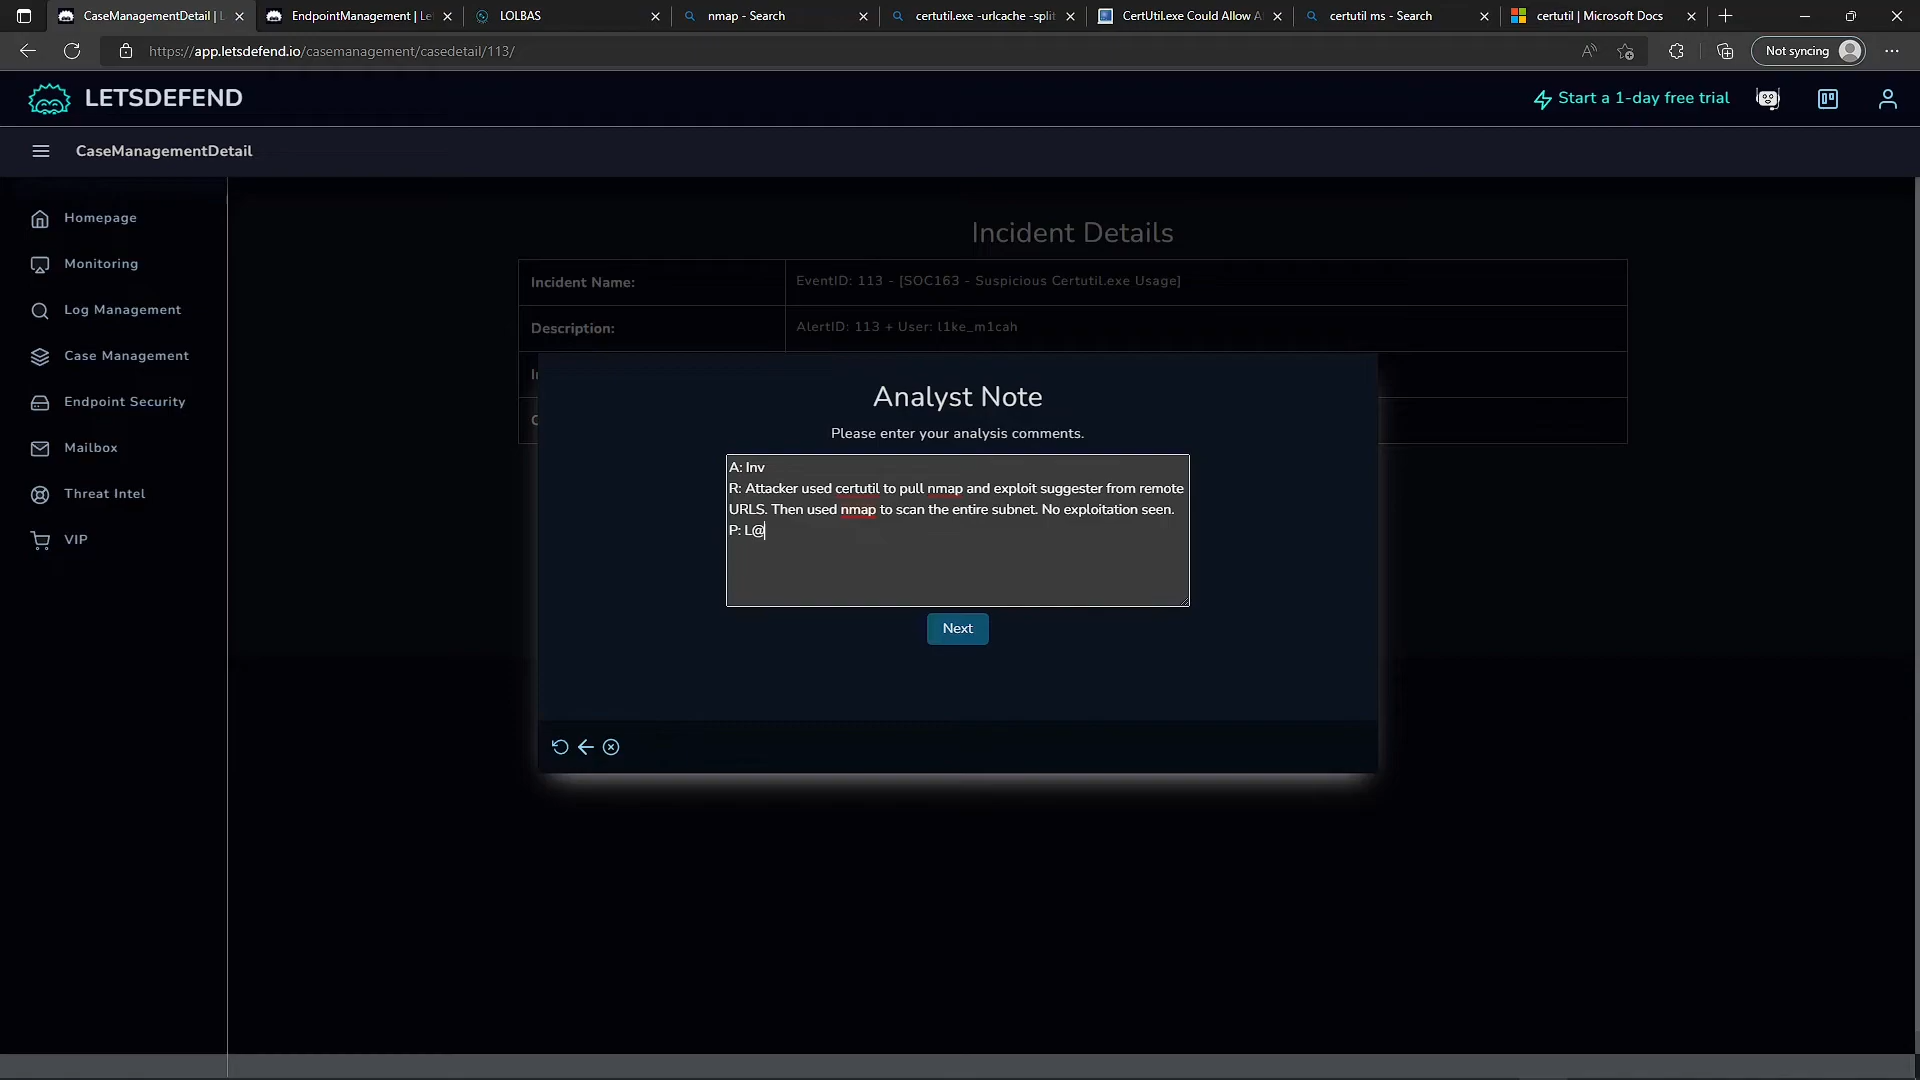 CaseManagementDetail | L
EndpointManagement | Le
LOLBAS
nmap - Search
certutil.exe -urlcache -split
CertUtil.exe Could Allow A
certutil ms - Search
certutil | Microsoft Docs
https://app.letsdefend.io/casemanagement/casedetail/113/
Not syncing
LETSDEFEND
Start a 1-day free trial
CaseManagementDetail
Homepage
Monitoring
Log Management
Case Management
Endpoint Security
Mailbox
Threat Intel
VIP
Incident Details
Incident Name:
EventID: 113 - [SOC163 - Suspicious Certutil.exe Usage]
Description:
AlertID: 113 + User: l1ke_m1cah
Analyst Note
Please enter your analysis comments.
A: Inv
R: Attacker used certutil to pull nmap and exploit suggester from remote
URLS. Then used nmap to scan the entire subnet. No exploitation seen.
P: L@
Next